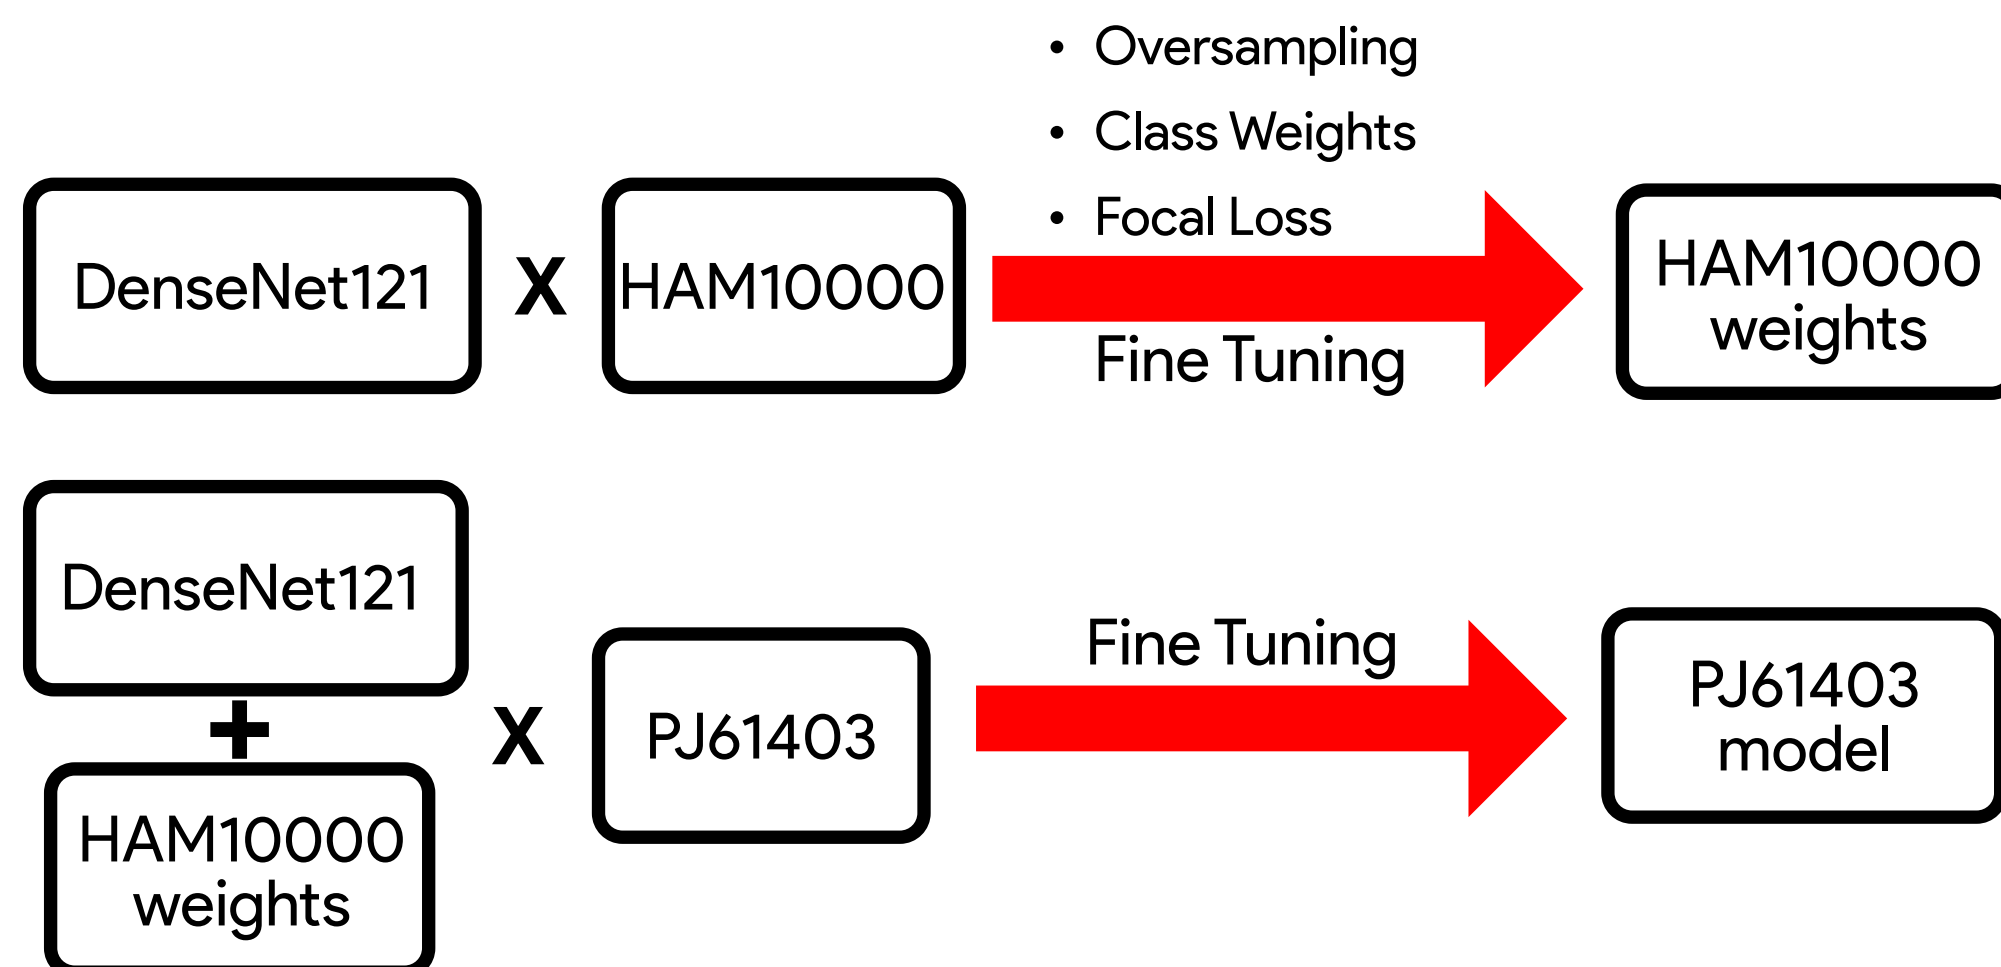 • Oversampling
• Class Weights
• Focal Loss
DenseNet121
X
HAM10000
Fine Tuning
HAM10000
weights
DenseNet121
+
HAM10000
weights
X
PJ61403
Fine Tuning
PJ61403
model